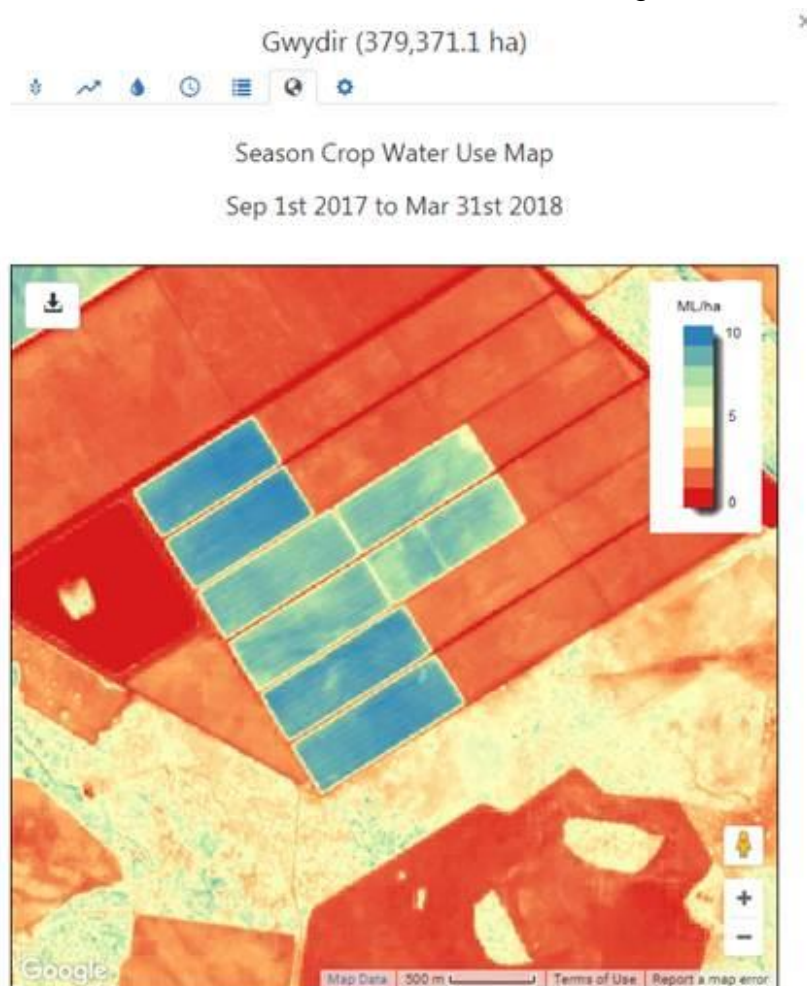 Gwydir (379,371.1 ha)
Season Crop Water Use Map
Sep 1st 2017 to Mar 31st 2018
ML/ha
10
5
0
+
−
Google
Map Data 500 m Terms of Use Report a map error